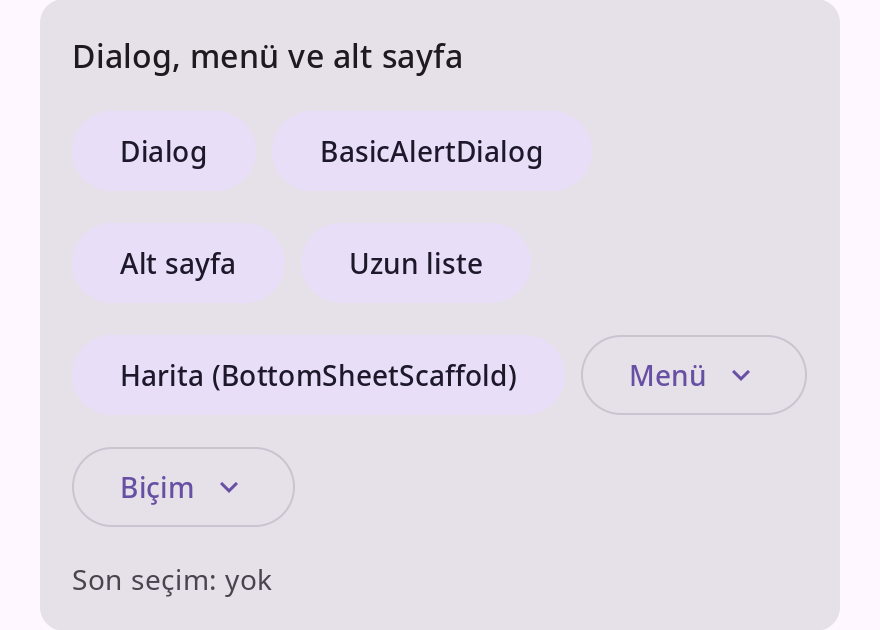 Dialog, menü ve alt sayfa
Dialog BasicAlertDialog
Alt sayfa Uzun liste
Harita (BottomSheetScaffold) Menü
Biçim
Son seçim: yok